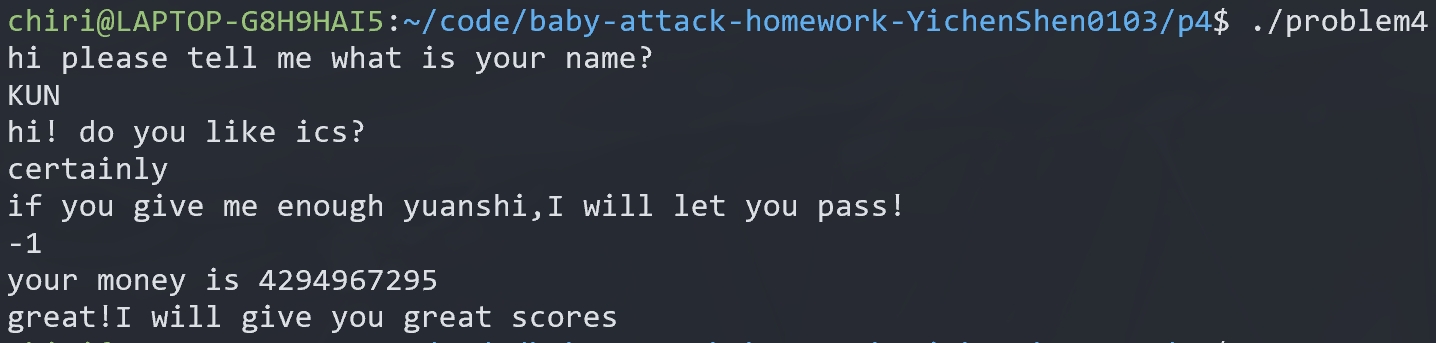 chiri@LAPTOP-G8H9HAI5:~/code/baby-attack-homework-YichenShen0103/p4$ ./problem4
hi please tell me what is your name?
KUN
hi! do you like ics?
certainly
if you give me enough yuanshi,I will let you pass!
-1
your money is 4294967295
great!I will give you great scores